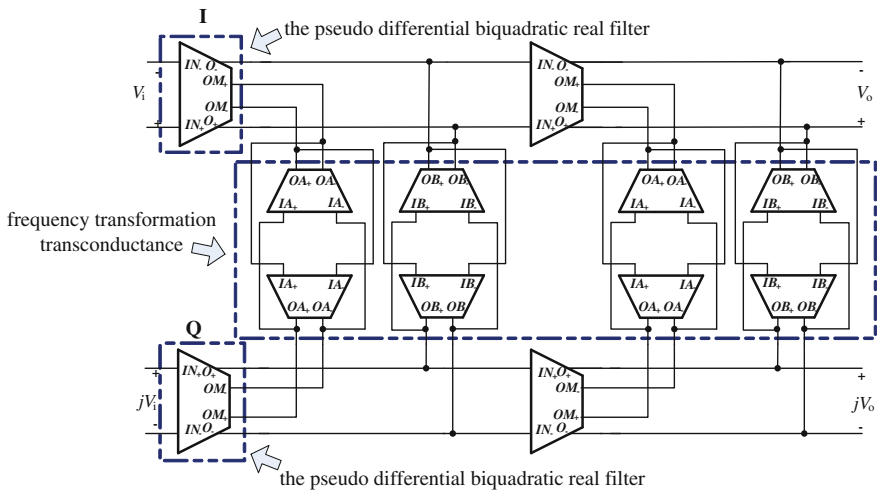 I
the pseudo differential biquadratic real filter
IN- O- OM+ OM- IN+ O+
IN- O- OM+ OM- IN+ O+
- Vi +
- Vo +
OA+ OA- OB+ OB- OA+ OA- OB+ OB-
IA+ IA- IB+ IB- IA+ IA- IB+ IB-
frequency transformation
transconductance
IA+ IA- IB+ IB- IA+ IA- IB+ IB-
OA+ OA- OB+ OB- OA+ OA- OB+ OB-
Q
+ jVi -
IN+ O+ OM- OM+ IN- O-
IN+ O+ OM- OM+ IN- O-
+ jVo -
the pseudo differential biquadratic real filter